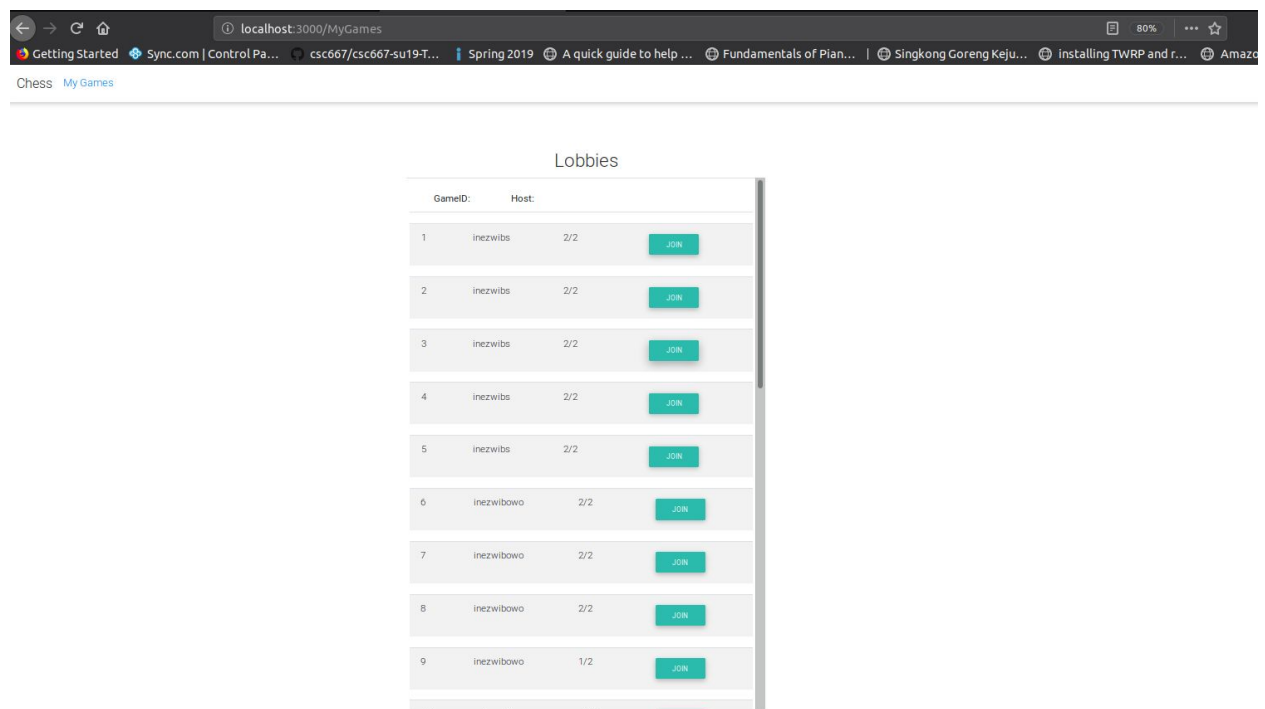 localhost:3000/MyGames 80%
Getting Started Sync.com | Control Pa... csc667/csc667-su19-T... Spring 2019 A quick guide to help ... Fundamentals of Pian... | Singkong Goreng Keju... installing TWRP and r... Amazo
Chess My Games
Lobbies
GameID: Host:
1 inezwibs 2/2 JOIN
2 inezwibs 2/2 JOIN
3 inezwibs 2/2 JOIN
4 inezwibs 2/2 JOIN
5 inezwibs 2/2 JOIN
6 inezwibowo 2/2 JOIN
7 inezwibowo 2/2 JOIN
8 inezwibowo 2/2 JOIN
9 inezwibowo 1/2 JOIN